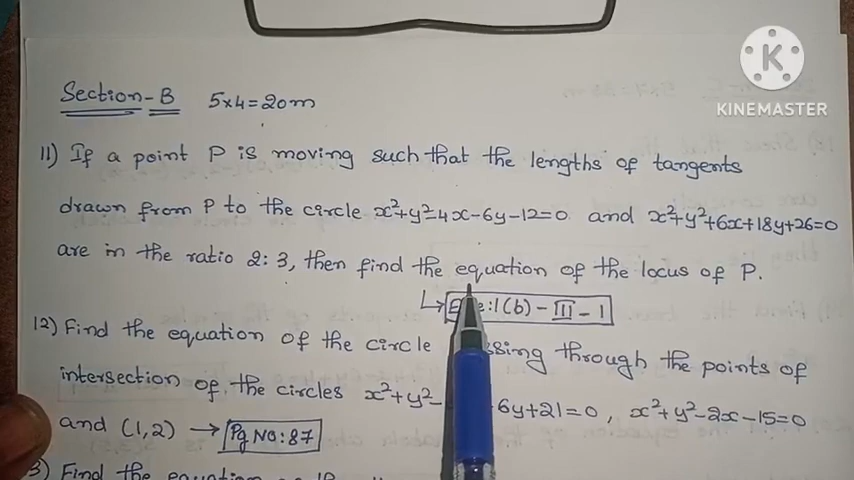 KINEMASTER
Section-B 5x4=20m
11) If a point P is moving such that the lengths of tangents
drawn from P to the circle x²+y²-4x-6y-12=0 and x²+y²+6x+18y+26=0
are in the ratio 2:3, then find the equation of the locus of P.
:1(b)-III-1
12) Find the equation of the circle through the points of
intersection of the circles x²+y²- 6y+21=0, x²+y²-2x-15=0
and (1,2) → Pg No:87
3) Find the